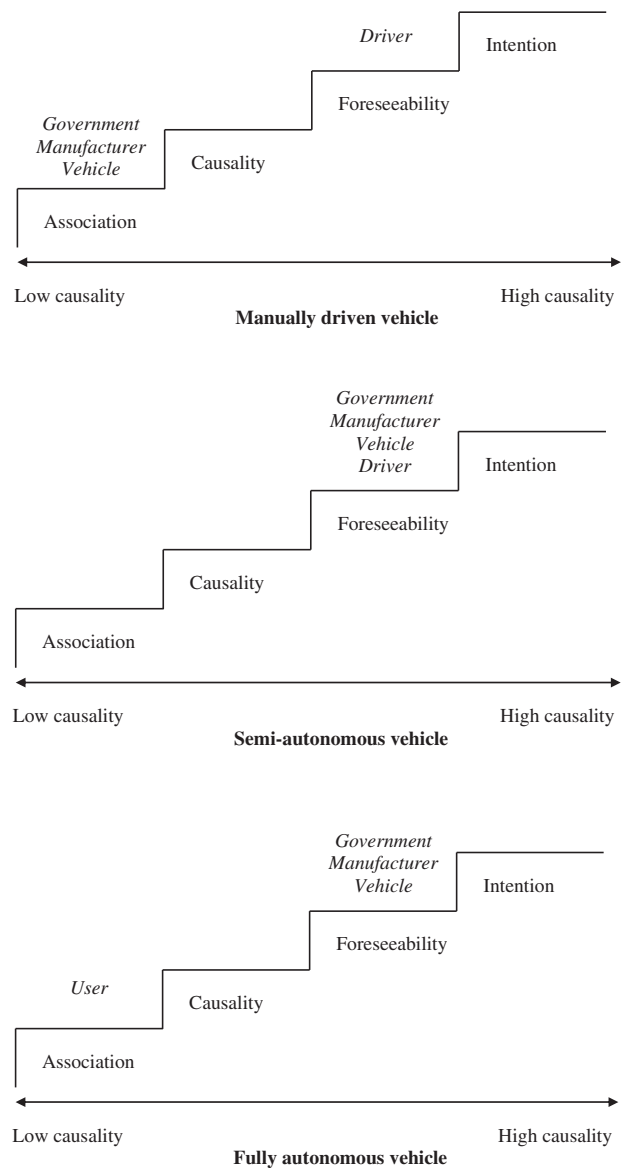 Driver
Intention
Foreseeability
Government
Manufacturer
Vehicle
Causality
Association
Low causality
High causality
Manually driven vehicle
Government
Manufacturer
Vehicle
Driver
Intention
Foreseeability
Causality
Association
Low causality
High causality
Semi-autonomous vehicle
Government
Manufacturer
Vehicle
Intention
Foreseeability
User
Causality
Association
Low causality
High causality
Fully autonomous vehicle